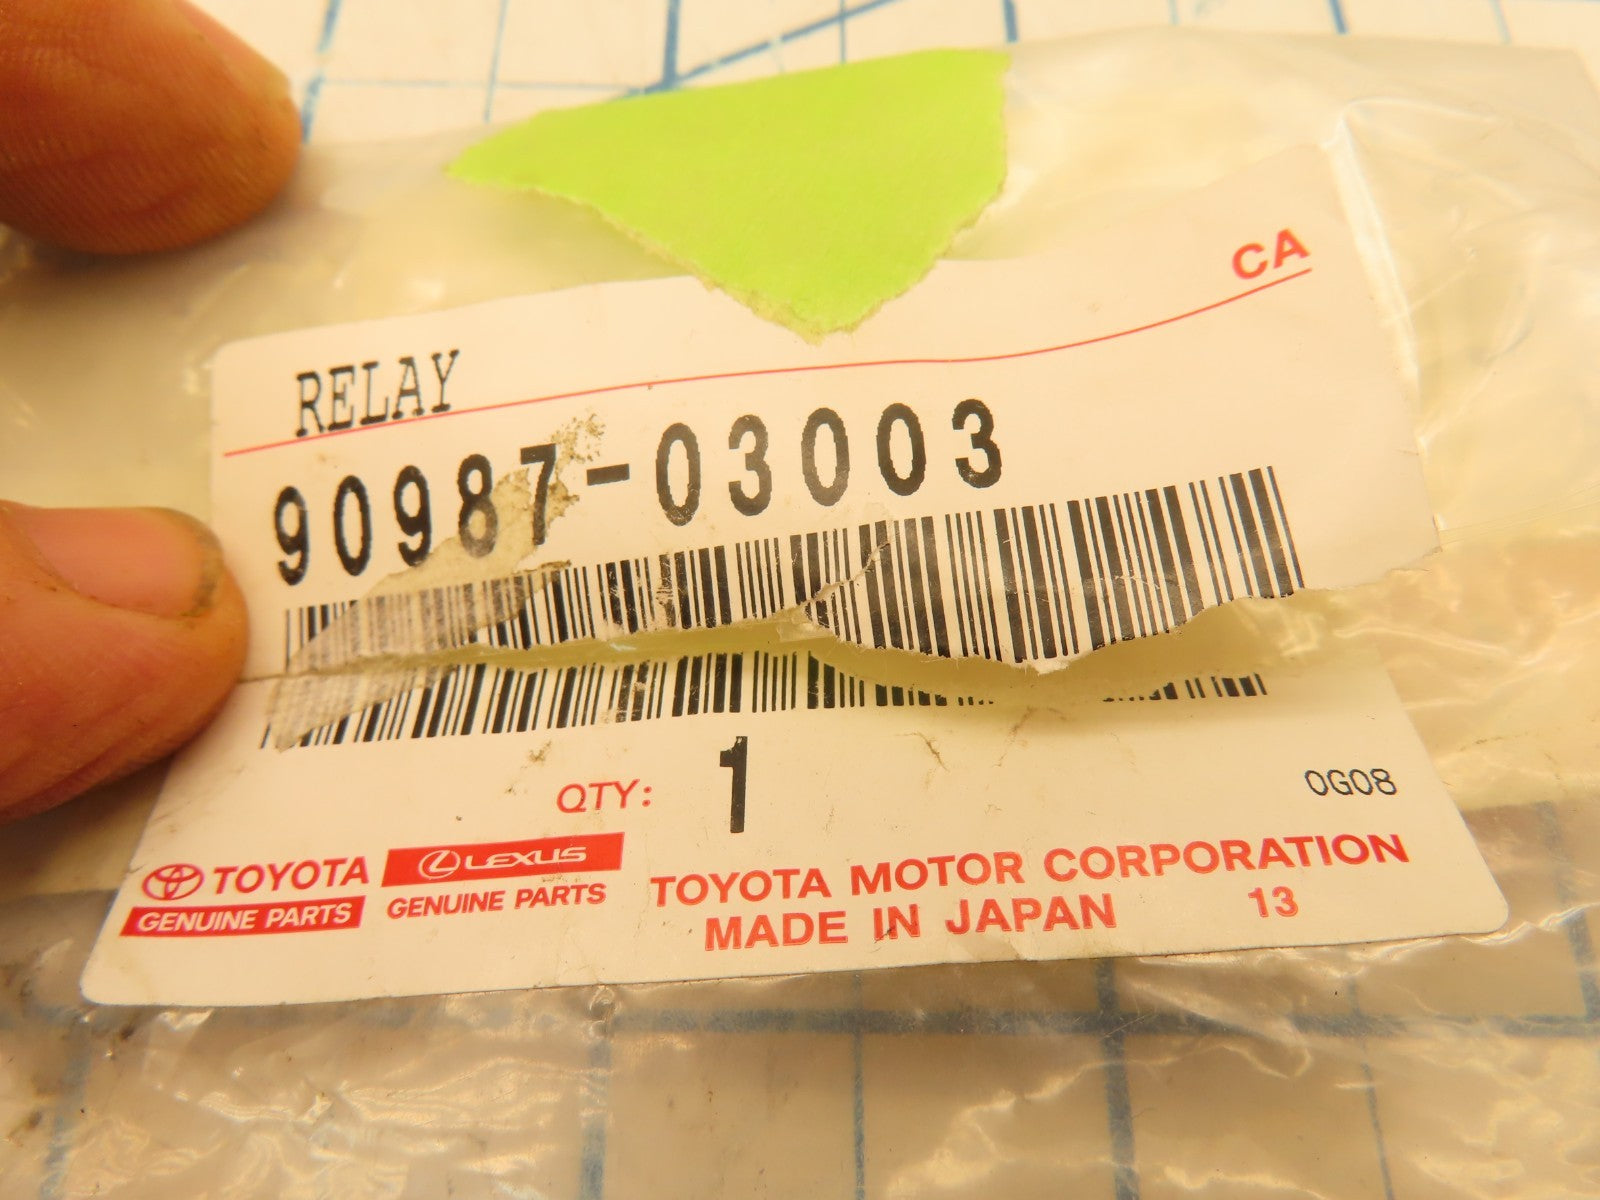 CA
RELAY
90987-03003
QTY: 1
0G08
TOYOTA
GENUINE PARTS
LEXUS
GENUINE PARTS
TOYOTA MOTOR CORPORATION
MADE IN JAPAN 13